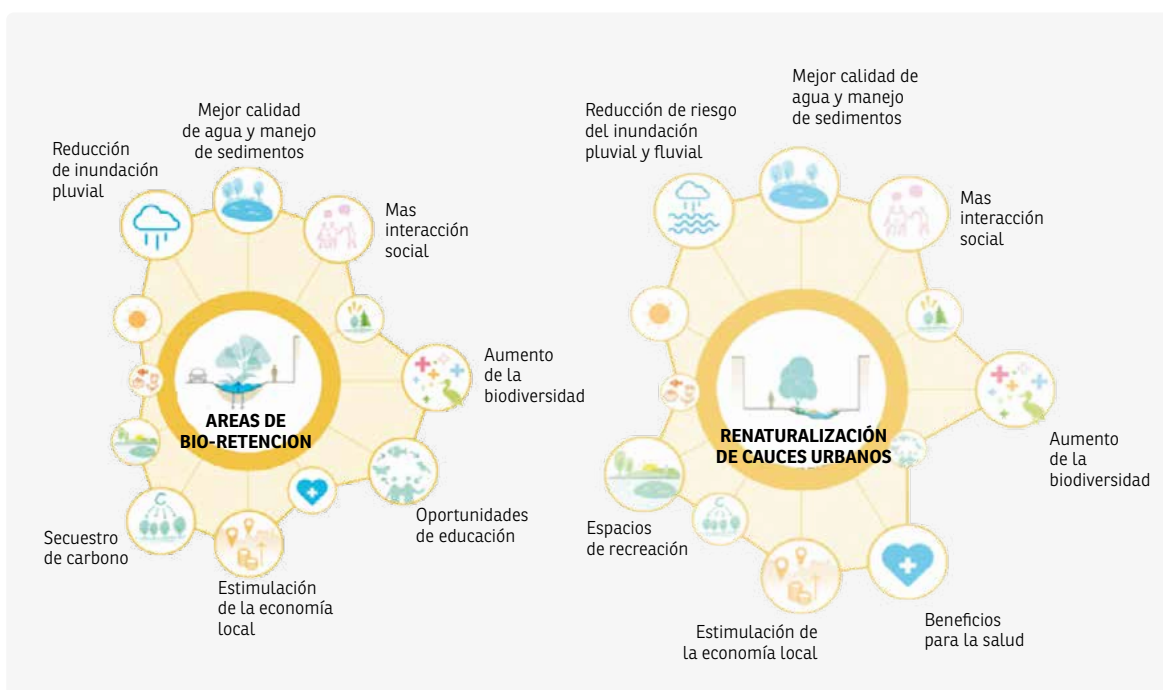 Reducción
de inundación
pluvial
Mejor calidad
de agua y manejo
de sedimentos
Mas
interacción
social
Aumento
de la
biodiversidad
Oportunidades
de educación
Estimulación
de la economía
local
Secuestro
de carbono
AREAS DE
BIO-RETENCION
Reducción de riesgo
del inundación
pluvial y fluvial
Mejor calidad de
agua y manejo
de sedimentos
Mas
interacción
social
Aumento
de la
biodiversidad
Beneficios
para la salud
Estimulación de
la economía local
Espacios
de recreación
RENATURALIZACIÓN
DE CAUCES URBANOS